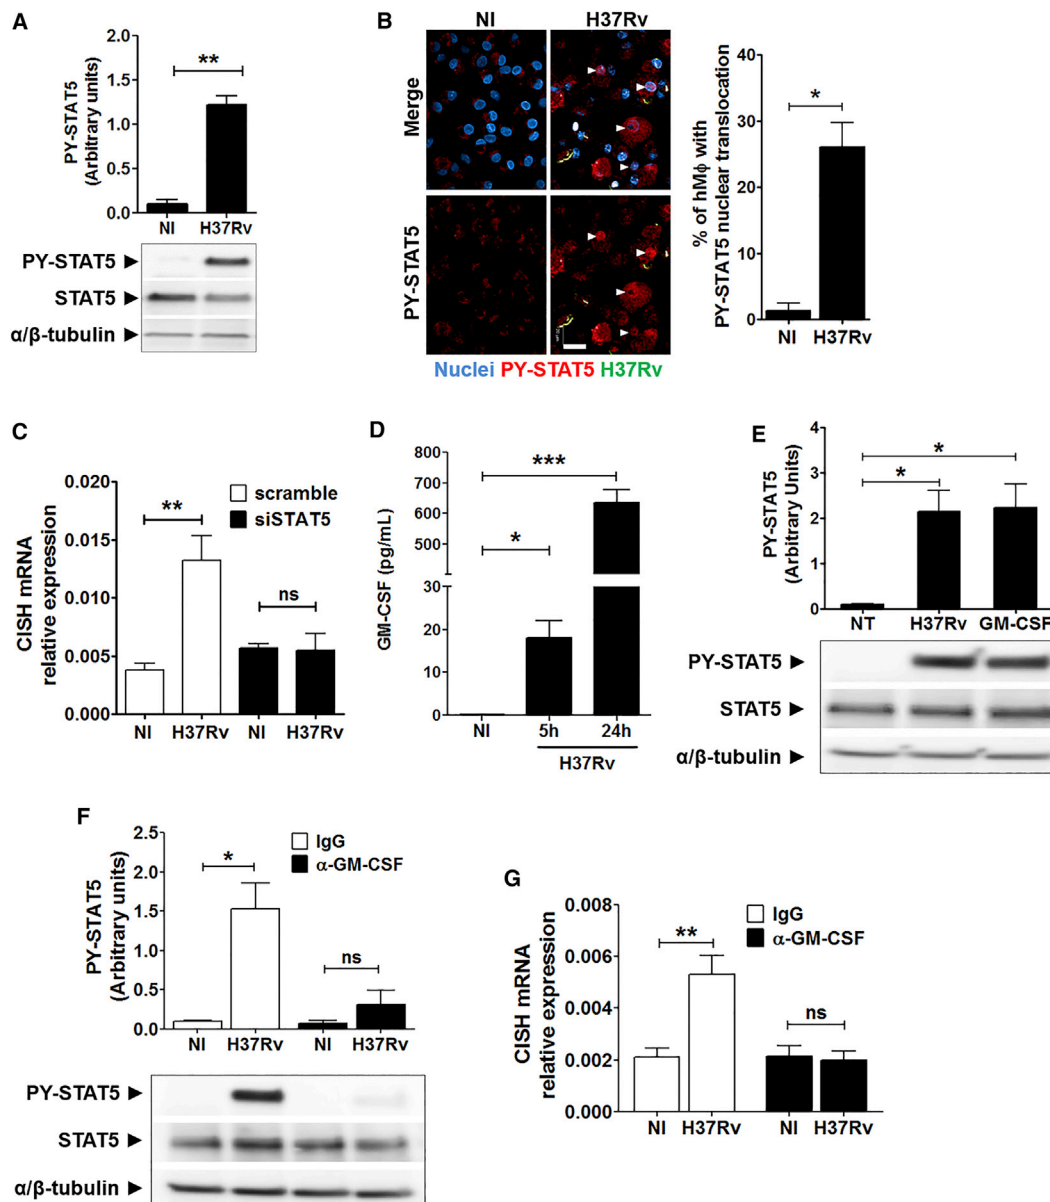 A
PY-STAT5
(Arbitrary units)
2.0
1.5
1.0
0.5
0.0
**
NI H37Rv
PY-STAT5 ►
STAT5 ►
α/β-tubulin ►
B
NI H37Rv
Merge
PY-STAT5
Nuclei PY-STAT5 H37Rv
% of hMϕ with
PY-STAT5 nuclear translocation
40
30
20
10
0
*
NI H37Rv
C
CISH mRNA
relative expression
0.020
0.015
0.010
0.005
0.000
scramble
siSTAT5
**
ns
NI H37Rv NI H37Rv
D
GM-CSF (pg/mL)
800
700
600
500
30
20
10
0
***
*
NI 5h 24h
H37Rv
E
PY-STAT5
(Arbitrary Units)
4
3
2
1
0
*
*
NT H37Rv GM-CSF
PY-STAT5 ►
STAT5 ►
α/β-tubulin ►
F
PY-STAT5
(Arbitrary units)
2.5
2.0
1.5
1.0
0.5
0.0
IgG
α-GM-CSF
*
ns
NI H37Rv NI H37Rv
PY-STAT5 ►
STAT5 ►
α/β-tubulin ►
G
CISH mRNA
relative expression
0.008
0.006
0.004
0.002
0.000
IgG
α-GM-CSF
**
ns
NI H37Rv NI H37Rv